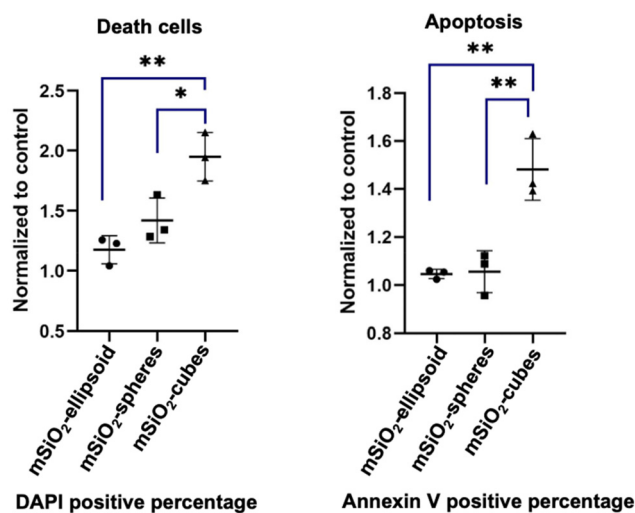 Death cells
**
*
Normalized to control
2.5
2.0
1.5
1.0
0.5
mSiO₂-ellipsoid
mSiO₂-spheres
mSiO₂-cubes
DAPI positive percentage
Apoptosis
**
**
Normalized to control
1.8
1.6
1.4
1.2
1.0
0.8
mSiO₂-ellipsoid
mSiO₂-spheres
mSiO₂-cubes
Annexin V positive percentage